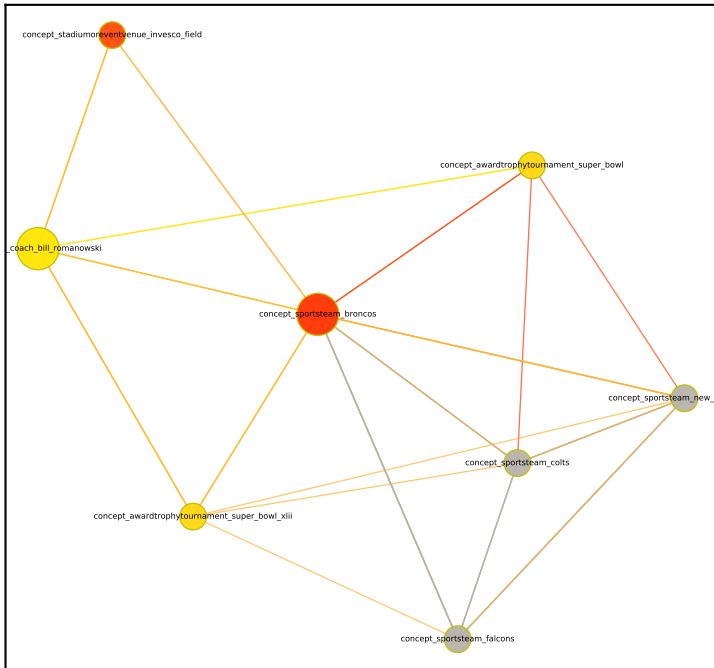 concept_stadiumoreventvenue_invesco_field
concept_awardtrophytournament_super_bowl
_coach_bill_romanowski
concept_sportsteam_broncos
concept_sportsteam_new_
concept_sportsteam_colts
concept_awardtrophytournament_super_bowl_xlii
concept_sportsteam_falcons